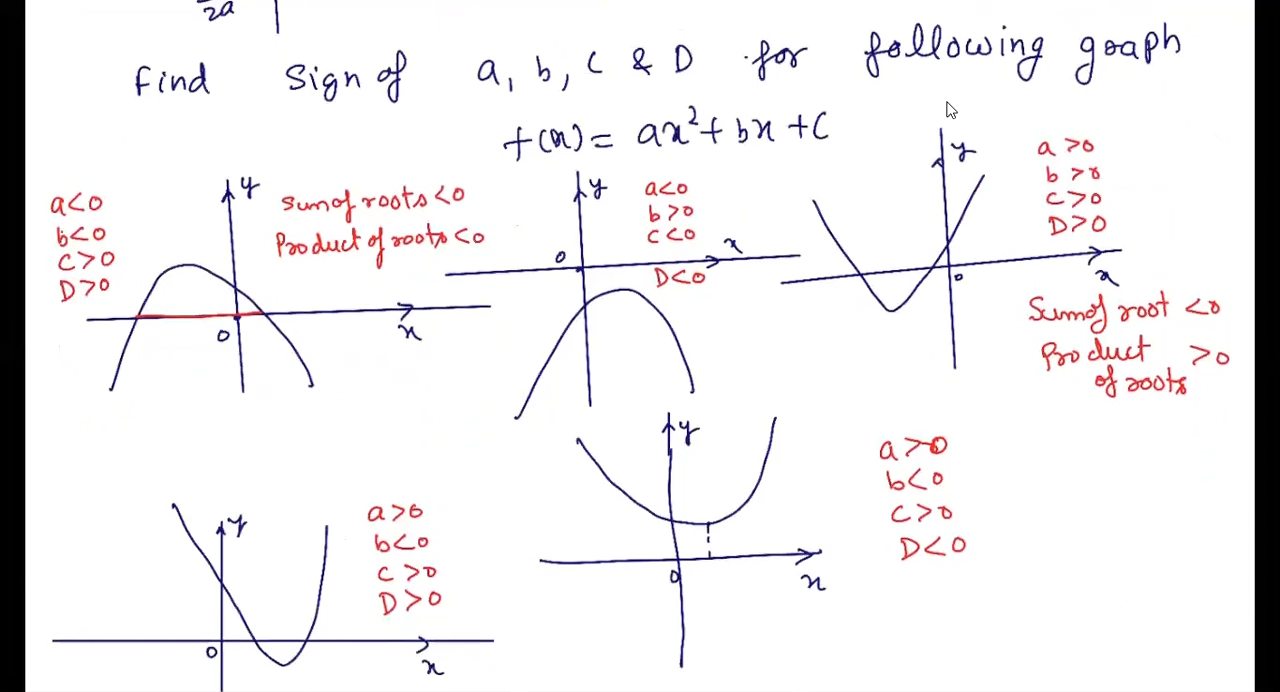 2a
Find Sign of a, b, C & D for following graph
f(x) = ax²+ bx + C
a<0
b<0
C>0
D>0
y
Sum of roots <0
Product of roots <0
0
x
y
a<0
b>0
c<0
0
x
D<0
y
a >0
b >0
C>0
D>0
0
x
Sum of root <0
Product >0
of roots
y
a>0
b<0
C >0
D>0
0
x
y
a>0
b<0
C>0
D<0
0
x